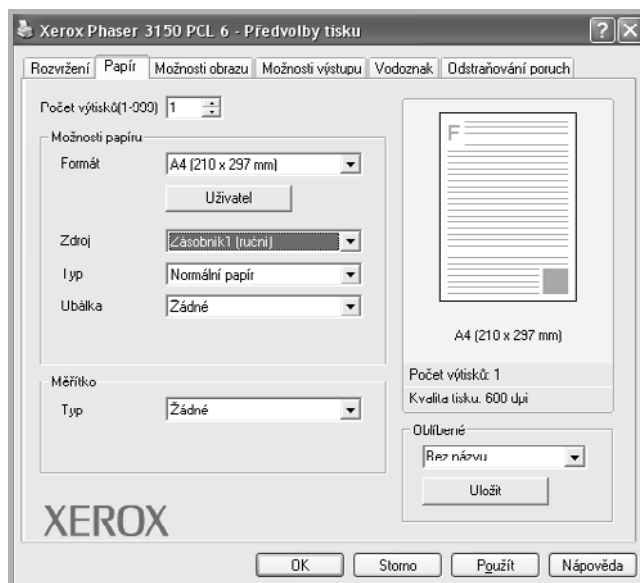 Xerox Phaser 3150 PCL 6 - Předvolby tisku
Rozvržení Papír Možnosti obrazu Možnosti výstupu Vodoznak Odstraňování poruch
Počet výtisků(1-999) 1
Možnosti papíru
Formát A4 (210 x 297 mm)
Uživatel
Zdroj Zásobník1 (ruční)
Typ Normální papír
Obálka Žádné
Měřítko
Typ Žádné
F
A4 (210 x 297 mm)
Počet výtisků: 1
Kvalita tisku: 600 dpi
Oblíbené
Bez názvu
Uložit
XEROX
OK Storno Použít Nápověda